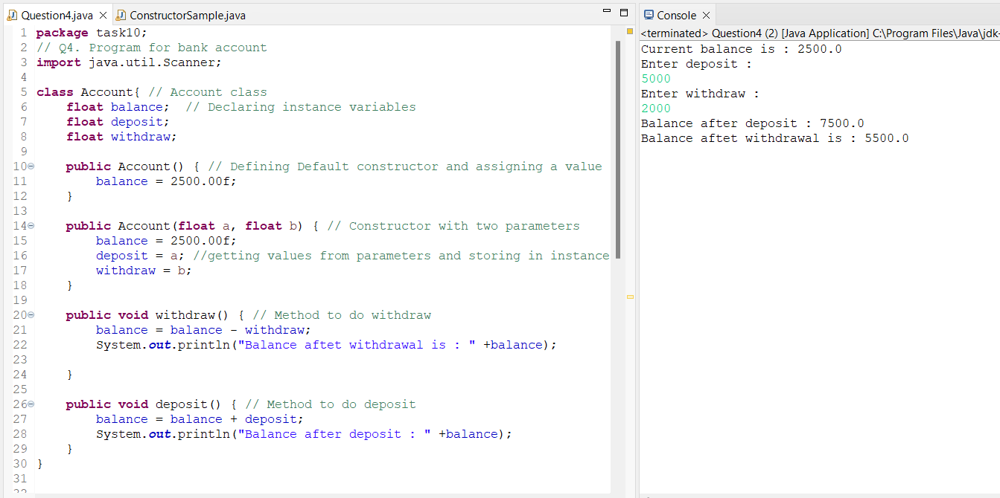 Question4.java ConstructorSample.java
1 package task10;
2 // Q4. Program for bank account
3 import java.util.Scanner;
4
5 class Account{ // Account class
6 float balance; // Declaring instance variables
7 float deposit;
8 float withdraw;
9
10 public Account() { // Defining Default constructor and assigning a value
11 balance = 2500.00f;
12 }
13
14 public Account(float a, float b) { // Constructor with two parameters
15 balance = 2500.00f;
16 deposit = a; //getting values from parameters and storing in instance
17 withdraw = b;
18 }
19
20 public void withdraw() { // Method to do withdraw
21 balance = balance - withdraw;
22 System.out.println("Balance aftet withdrawal is : " +balance);
23
24 }
25
26 public void deposit() { // Method to do deposit
27 balance = balance + deposit;
28 System.out.println("Balance after deposit : " +balance);
29 }
30 }
31
Console
<terminated> Question4 (2) [Java Application] C:\Program Files\Java\jdk-
Current balance is : 2500.0
Enter deposit :
5000
Enter withdraw :
2000
Balance after deposit : 7500.0
Balance aftet withdrawal is : 5500.0